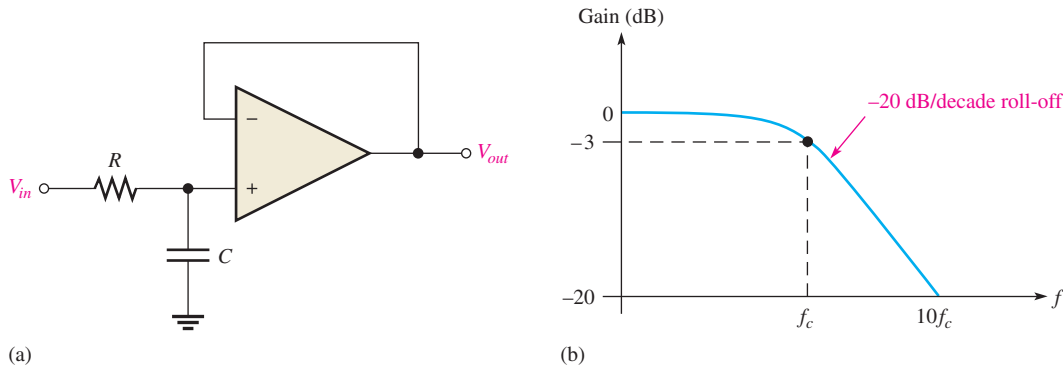 R
V_in
−
+
V_out
C
(a)
Gain (dB)
0
–3
–20
–20 dB/decade roll-off
f_c
10f_c
f
(b)